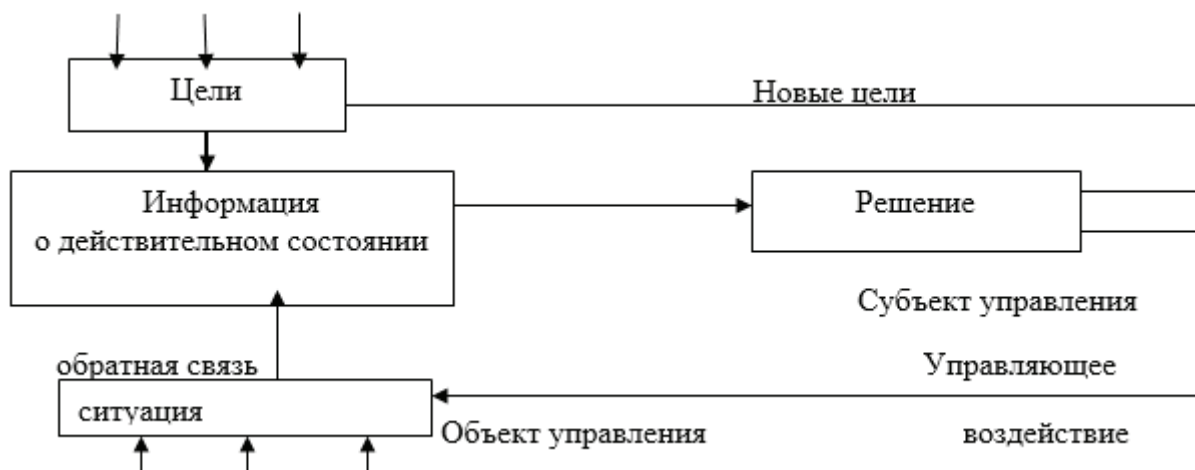 Цели
Новые цели
Информация
о действительном состоянии
Решение
Субъект управления
обратная связь
Управляющее
ситуация
Объект управления
воздействие